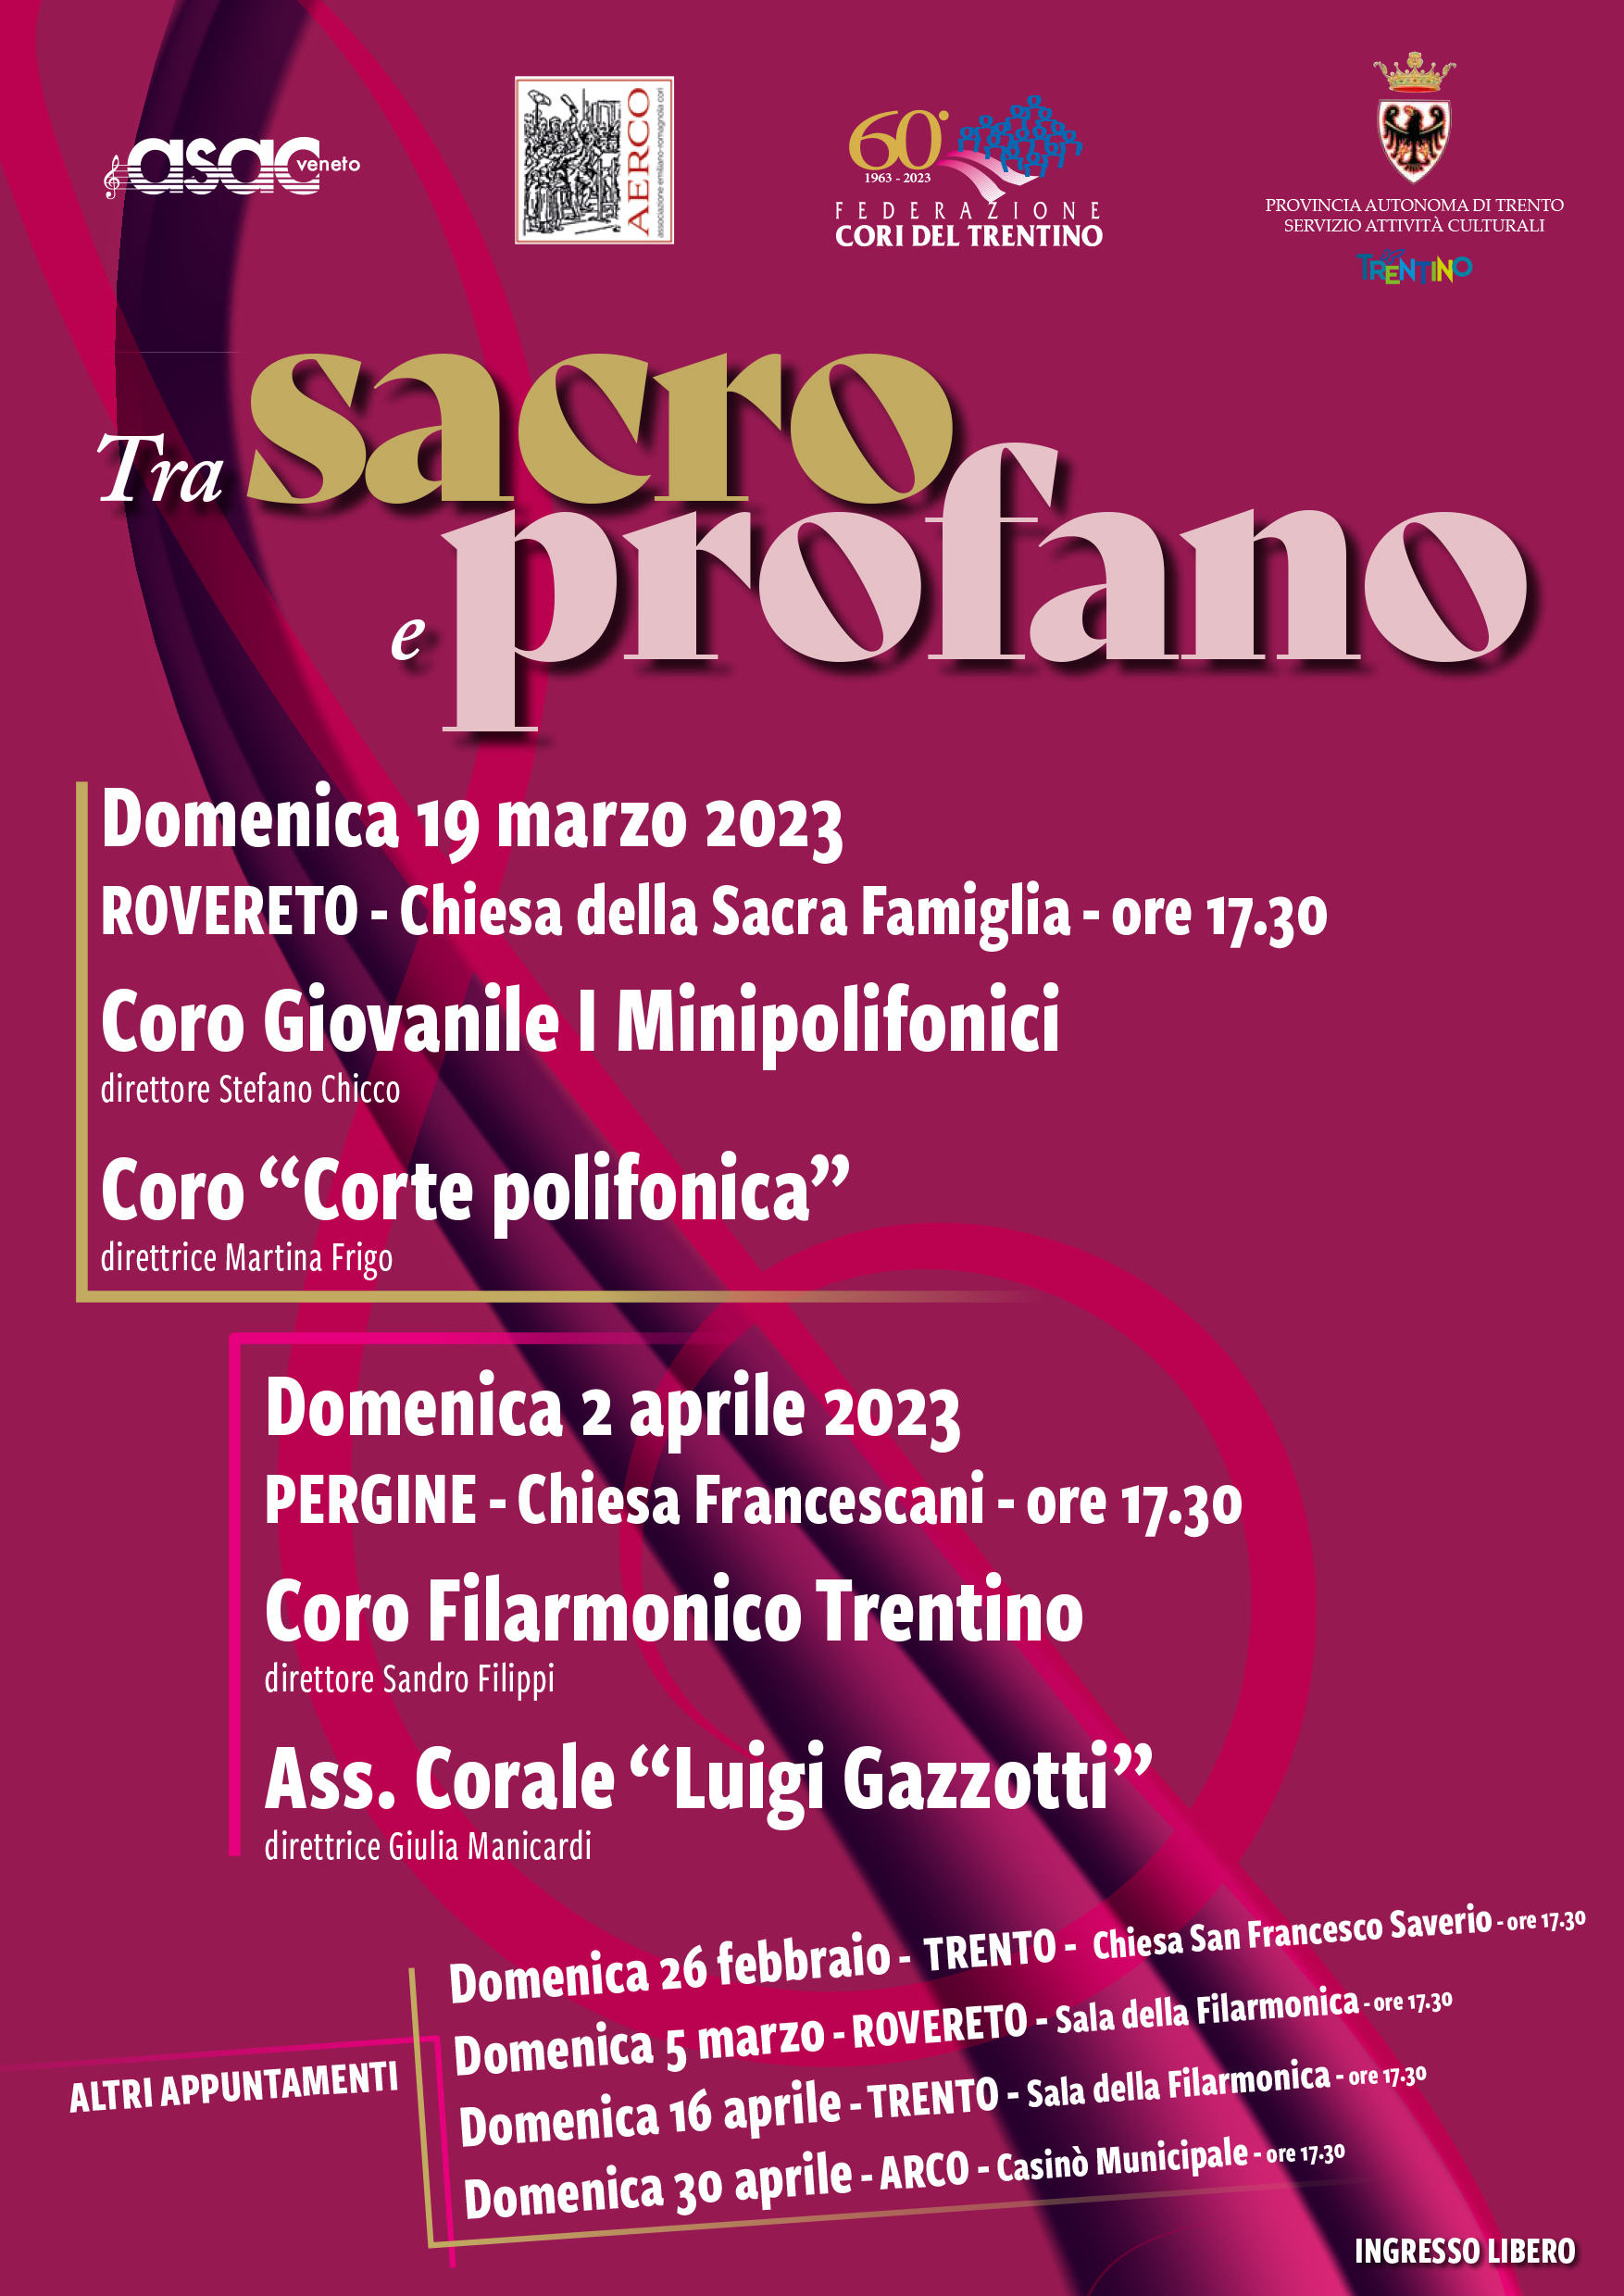 asac veneto
AERCO
associazione emiliano-romagnola cori
60°
1963 - 2023
FEDERAZIONE
CORI DEL TRENTINO
PROVINCIA AUTONOMA DI TRENTO
SERVIZIO ATTIVITÀ CULTURALI
TRENTINO
Tra sacro
e profano
Domenica 19 marzo 2023
ROVERETO - Chiesa della Sacra Famiglia - ore 17.30
Coro Giovanile I Minipolifonici
direttore Stefano Chicco
Coro “Corte polifonica”
direttrice Martina Frigo
Domenica 2 aprile 2023
PERGINE - Chiesa Francescani - ore 17.30
Coro Filarmonico Trentino
direttore Sandro Filippi
Ass. Corale “Luigi Gazzotti”
direttrice Giulia Manicardi
ALTRI APPUNTAMENTI
Domenica 26 febbraio - TRENTO - Chiesa San Francesco Saverio - ore 17.30
Domenica 5 marzo - ROVERETO - Sala della Filarmonica - ore 17.30
Domenica 16 aprile - TRENTO - Sala della Filarmonica - ore 17.30
Domenica 30 aprile - ARCO - Casinò Municipale - ore 17.30
INGRESSO LIBERO